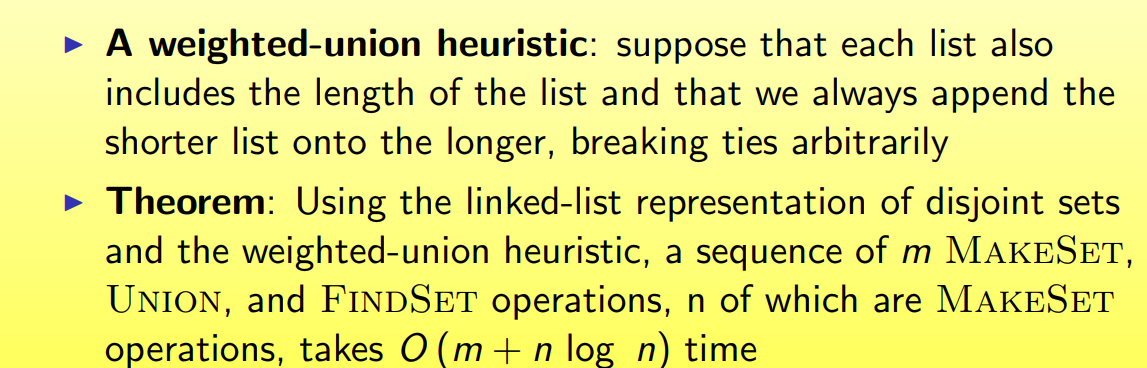 ▶ A weighted-union heuristic: suppose that each list also
includes the length of the list and that we always append the
shorter list onto the longer, breaking ties arbitrarily
▶ Theorem: Using the linked-list representation of disjoint sets
and the weighted-union heuristic, a sequence of m MAKESET,
UNION, and FINDSET operations, n of which are MAKESET
operations, takes O (m + n log n) time